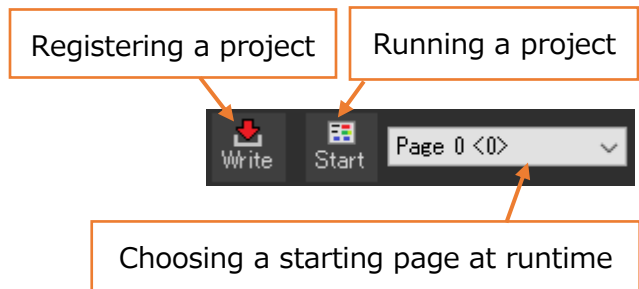 Registering a project
Running a project
Write
Start
Page 0 <0>
Choosing a starting page at runtime